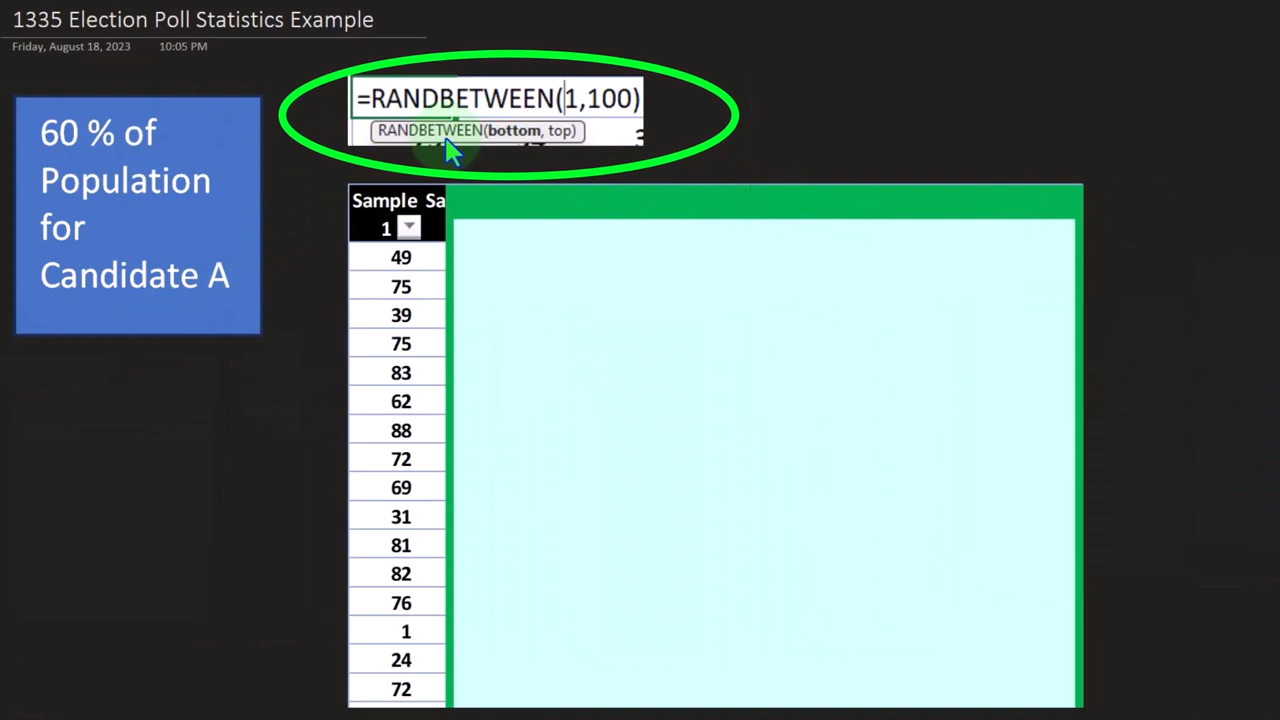 1335 Election Poll Statistics Example
Friday, August 18, 2023 10:05 PM
60 % of
Population
for
Candidate A
=RANDBETWEEN(1,100)
RANDBETWEEN(bottom, top)
Sample Sa
1
49
75
39
75
83
62
88
72
69
31
81
82
76
1
24
72